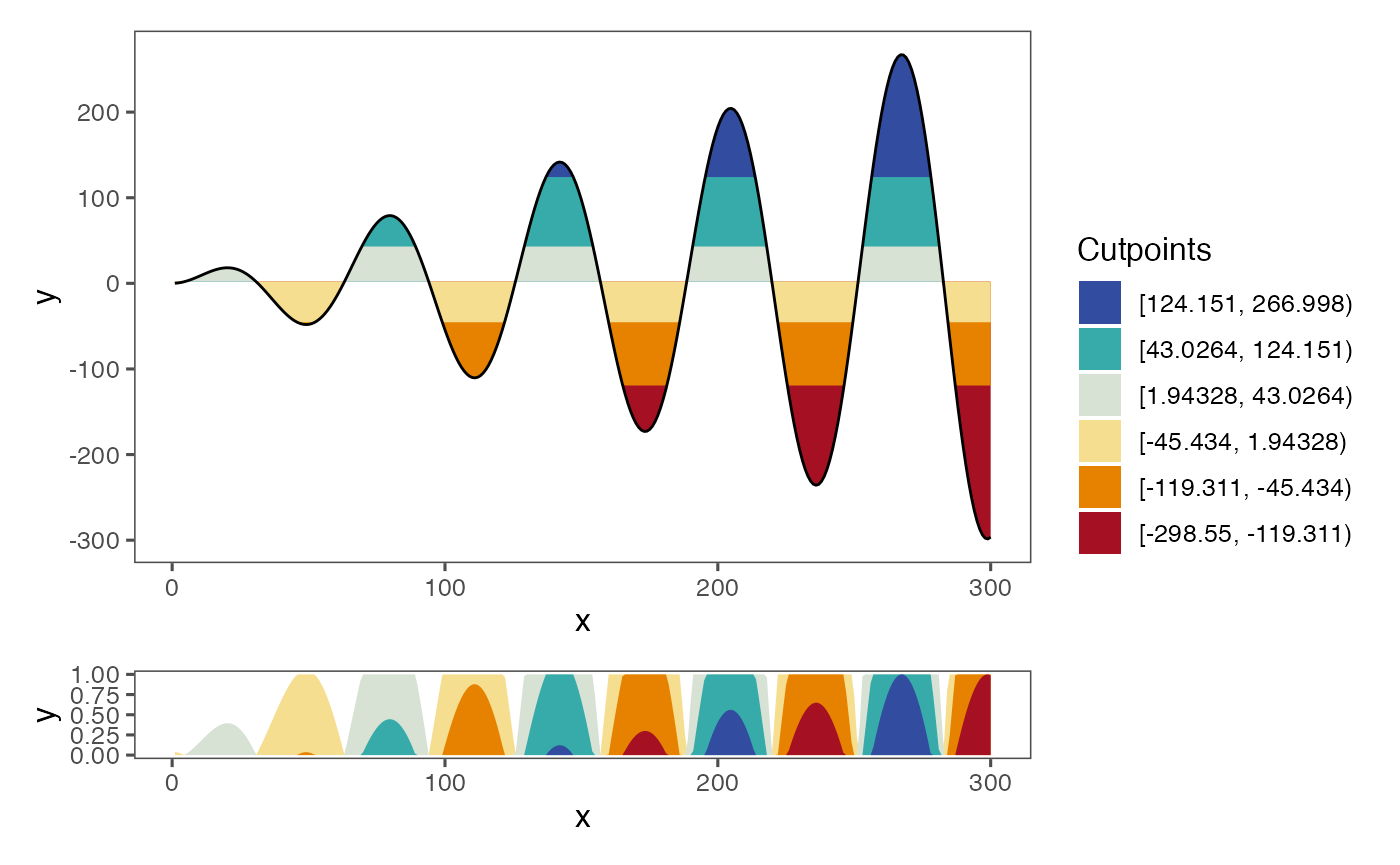 y
200
100
0
-100
-200
-300
0 100 200 300
x
Cutpoints
[124.151, 266.998)
[43.0264, 124.151)
[1.94328, 43.0264)
[-45.434, 1.94328)
[-119.311, -45.434)
[-298.55, -119.311)
y
1.00
0.75
0.50
0.25
0.00
0 100 200 300
x